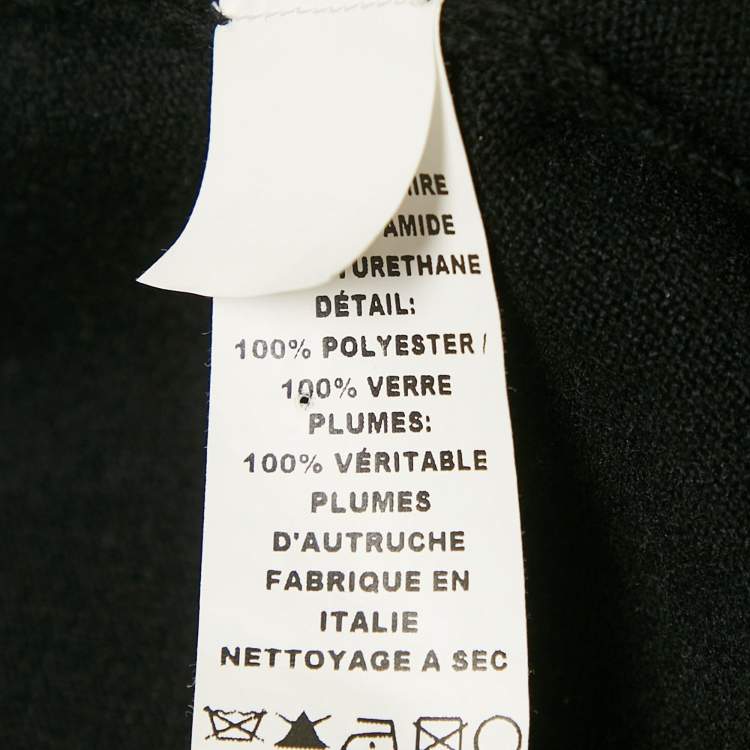 DÉTAIL:
100% POLYESTER /
100% VERRE
PLUMES:
100% VÉRITABLE
PLUMES
D'AUTRUCHE
FABRIQUE EN
ITALIE
NETTOYAGE A SEC